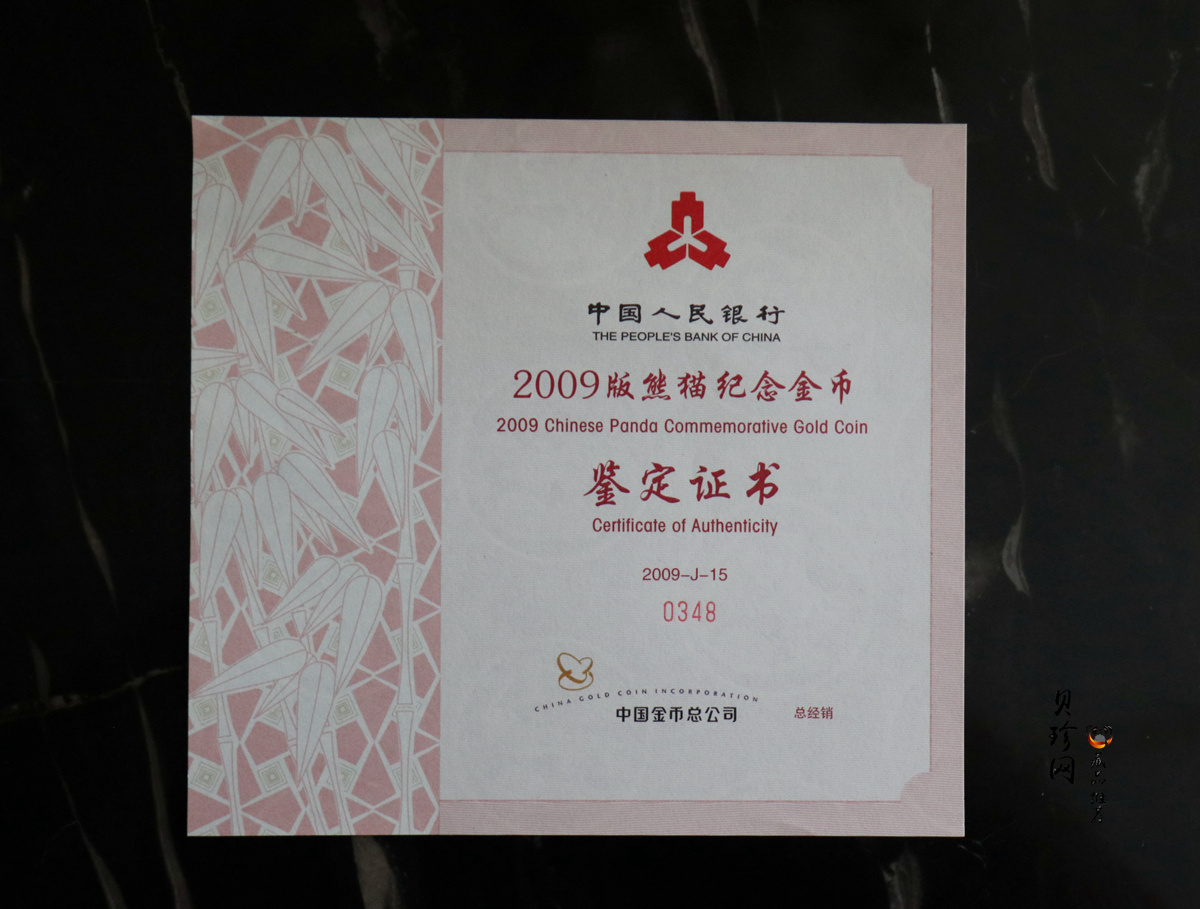 中国人民银行
THE PEOPLE'S BANK OF CHINA
2009版熊猫纪念金币
2009 Chinese Panda Commemorative Gold Coin
鉴定证书
Certificate of Authenticity
2009-J-15
0348
CHINA GOLD COIN INCORPORATION
中国金币总公司
总经销
贝珍网